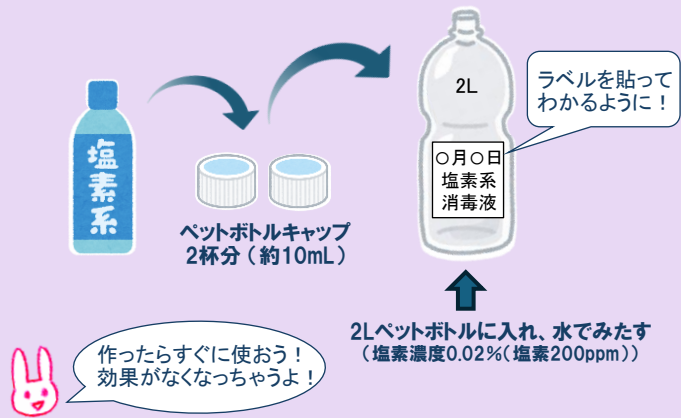 塩素系
ペットボトルキャップ
2杯分(約10mL)
2L
ラベルを貼って
わかるように!
○月○日
塩素系
消毒液
2Lペットボトルに入れ、水でみたす
(塩素濃度0.02%(塩素200ppm))
作ったらすぐに使おう!
効果がなくなっちゃうよ!